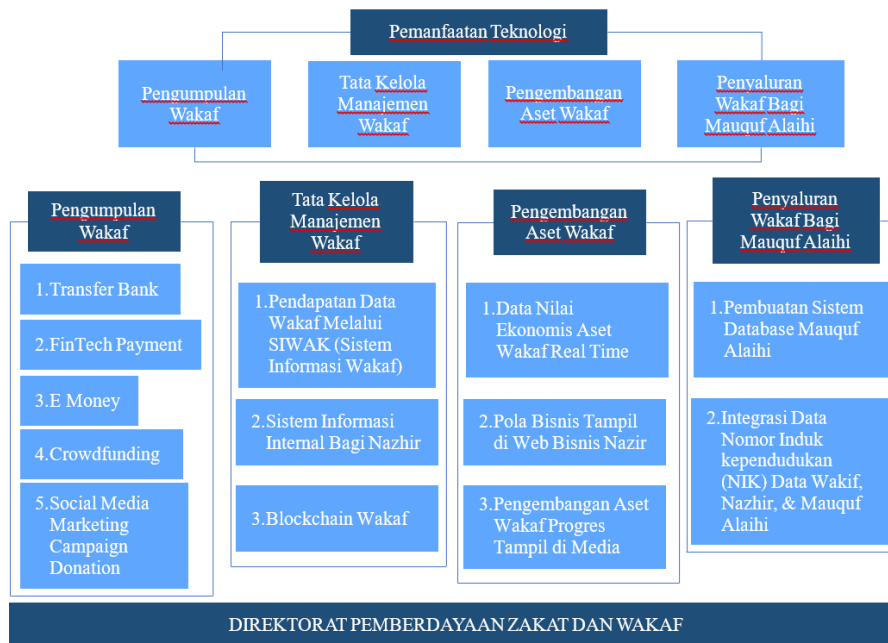 Pemanfaatan Teknologi
Pengumpulan
Wakaf
Tata Kelola
Manajemen
Wakaf
Pengembangan
Aset Wakaf
Penyaluran
Wakaf Bagi
Mauquf Alaihi
Pengumpulan
Wakaf
1.Transfer Bank
2.FinTech Payment
3.E Money
4.Crowdfunding
5.Social Media
Marketing
Campaign
Donation
Tata Kelola
Manajemen
Wakaf
1.Pendapatan Data
Wakaf Melalui
SIWAK (Sistem
Informasi Wakaf)
2.Sistem Informasi
Internal Bagi Nazhir
3.Blockchain Wakaf
Pengembangan
Aset Wakaf
1.Data Nilai
Ekonomis Aset
Wakaf Real Time
2.Pola Bisnis Tampil
di Web Bisnis Nazir
3.Pengembangan Aset
Wakaf Progres
Tampil di Media
Penyaluran
Wakaf Bagi
Mauquf Alaihi
1.Pembuatan Sistem
Database Mauquf
Alaihi
2.Integrasi Data
Nomor Induk
kependudukan
(NIK) Data Wakif,
Nazhir, & Mauquf
Alaihi
DIREKTORAT PEMBERDAYAAN ZAKAT DAN WAKAF